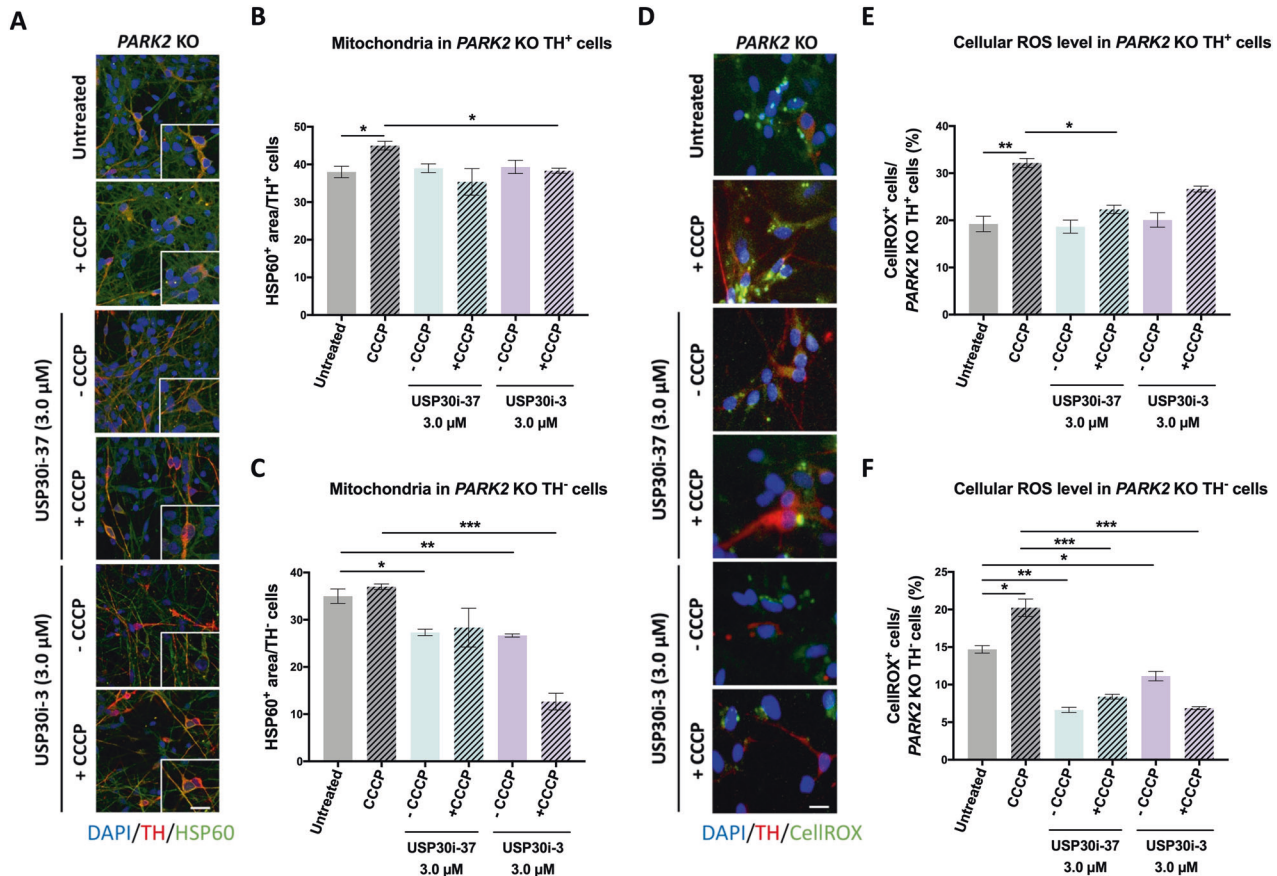 A
PARK2 KO
Untreated
+ CCCP
USP30i-37 (3.0 µM)
- CCCP
+ CCCP
USP30i-3 (3.0 µM)
- CCCP
+ CCCP
DAPI/TH/HSP60
B
Mitochondria in PARK2 KO TH⁺ cells
HSP60⁺ area/TH⁺ cells
50
40
30
20
10
0
*
*
Untreated
CCCP
- CCCP
+CCCP
- CCCP
+CCCP
USP30i-37
3.0 µM
USP30i-3
3.0 µM
C
Mitochondria in PARK2 KO TH⁻ cells
HSP60⁺ area/TH⁻ cells
40
30
20
10
0
***
**
*
Untreated
CCCP
- CCCP
+CCCP
- CCCP
+CCCP
USP30i-37
3.0 µM
USP30i-3
3.0 µM
D
PARK2 KO
Untreated
+ CCCP
USP30i-37 (3.0 µM)
- CCCP
+ CCCP
USP30i-3 (3.0 µM)
- CCCP
+ CCCP
DAPI/TH/CellROX
E
Cellular ROS level in PARK2 KO TH⁺ cells
CellROX⁺ cells/
PARK2 KO TH⁺ cells (%)
40
30
20
10
0
**
*
Untreated
CCCP
- CCCP
+CCCP
- CCCP
+CCCP
USP30i-37
3.0 µM
USP30i-3
3.0 µM
F
Cellular ROS level in PARK2 KO TH⁻ cells
CellROX⁺ cells/
PARK2 KO TH⁻ cells (%)
25
20
15
10
5
0
***
***
*
**
*
Untreated
CCCP
- CCCP
+CCCP
- CCCP
+CCCP
USP30i-37
3.0 µM
USP30i-3
3.0 µM